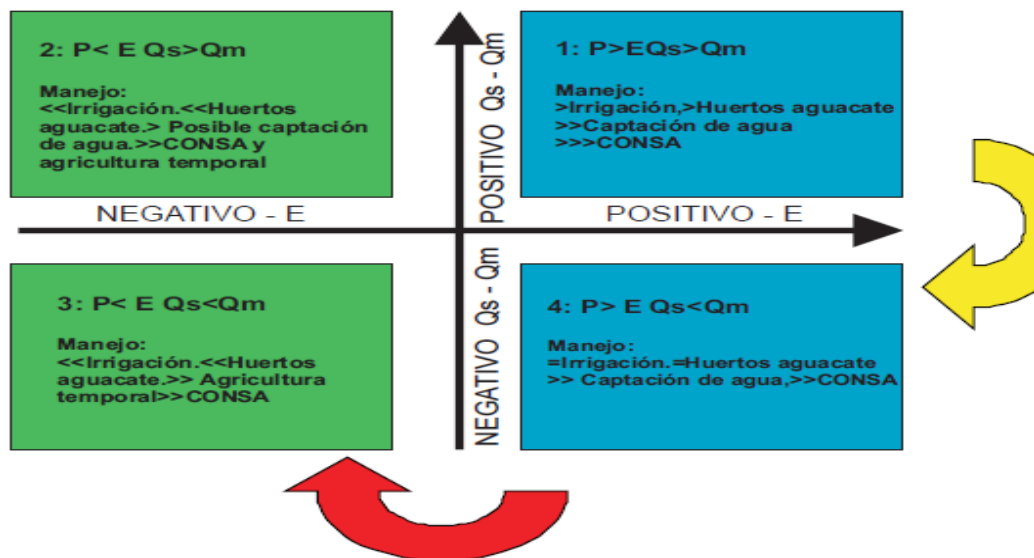 2: P< E Qs>Qm
Manejo:
<<Irrigación.<<Huertos
aguacate.> Posible captación
de agua.>>CONSA y
agricultura temporal
1: P>EQs>Qm
Manejo:
>Irrigación,>Huertos aguacate
>>Captación de agua
>>>CONSA
POSITIVO Qs - Qm
NEGATIVO - E
POSITIVO - E
NEGATIVO Qs - Qm
3: P< E Qs<Qm
Manejo:
<<Irrigación.<<Huertos
aguacate.>> Agricultura
temporal>>CONSA
4: P> E Qs<Qm
Manejo:
=Irrigación.=Huertos aguacate
>> Captación de agua,>>CONSA